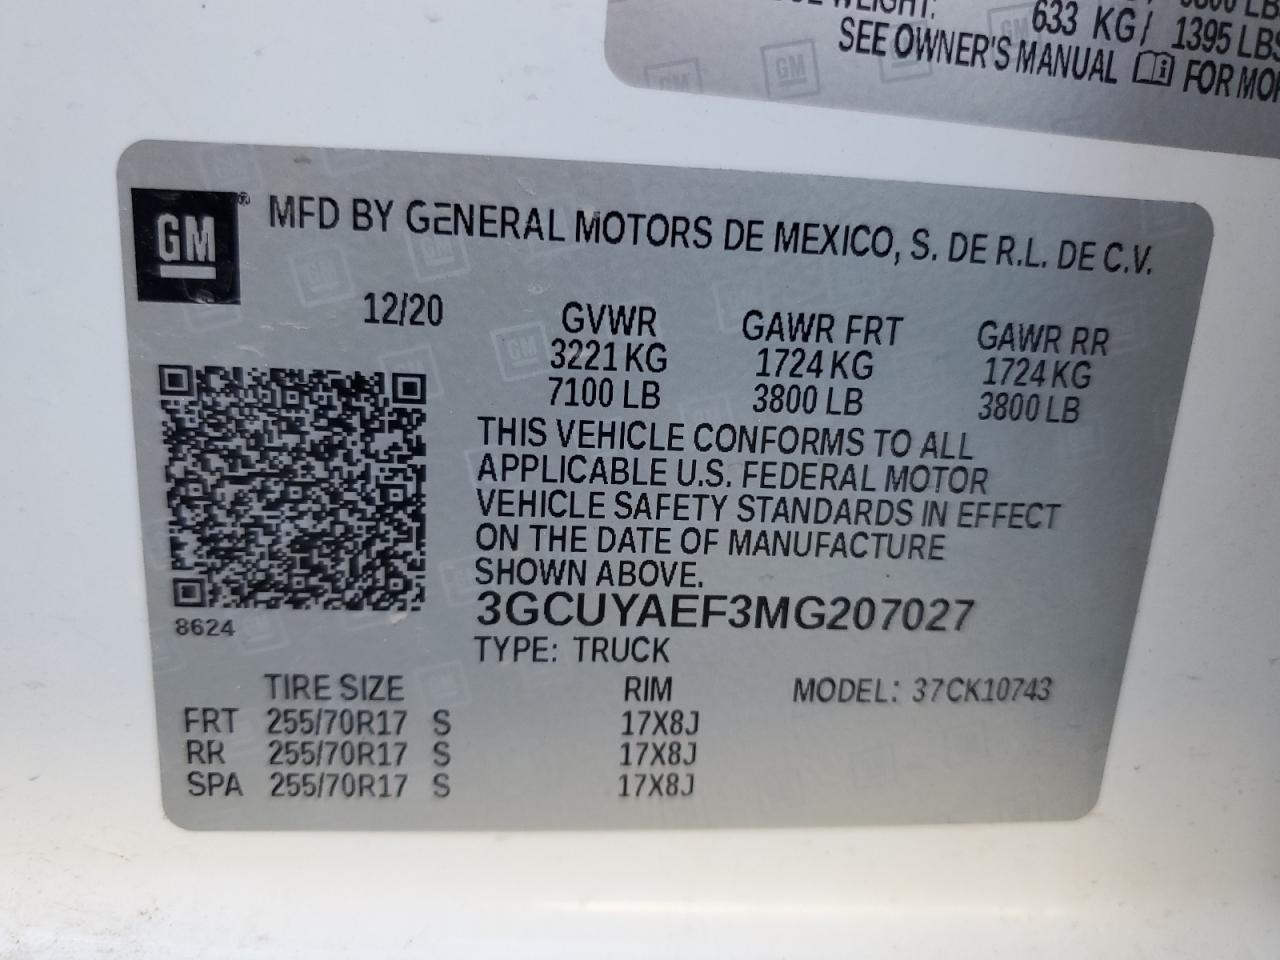 633 KG/ 1395 LBS
SEE OWNER'S MANUAL FOR
GM ® MFD BY GENERAL MOTORS DE MEXICO, S. DE R.L. DE C.V.
12/20 GVWR GAWR FRT GAWR RR
3221 KG 1724 KG 1724 KG
7100 LB 3800 LB 3800 LB
THIS VEHICLE CONFORMS TO ALL
APPLICABLE U.S. FEDERAL MOTOR
VEHICLE SAFETY STANDARDS IN EFFECT
ON THE DATE OF MANUFACTURE
SHOWN ABOVE.
3GCUYAEF3MG207027
8624
TYPE: TRUCK
TIRE SIZE RIM MODEL: 37CK10743
FRT 255/70R17 S 17X8J
RR 255/70R17 S 17X8J
SPA 255/70R17 S 17X8J